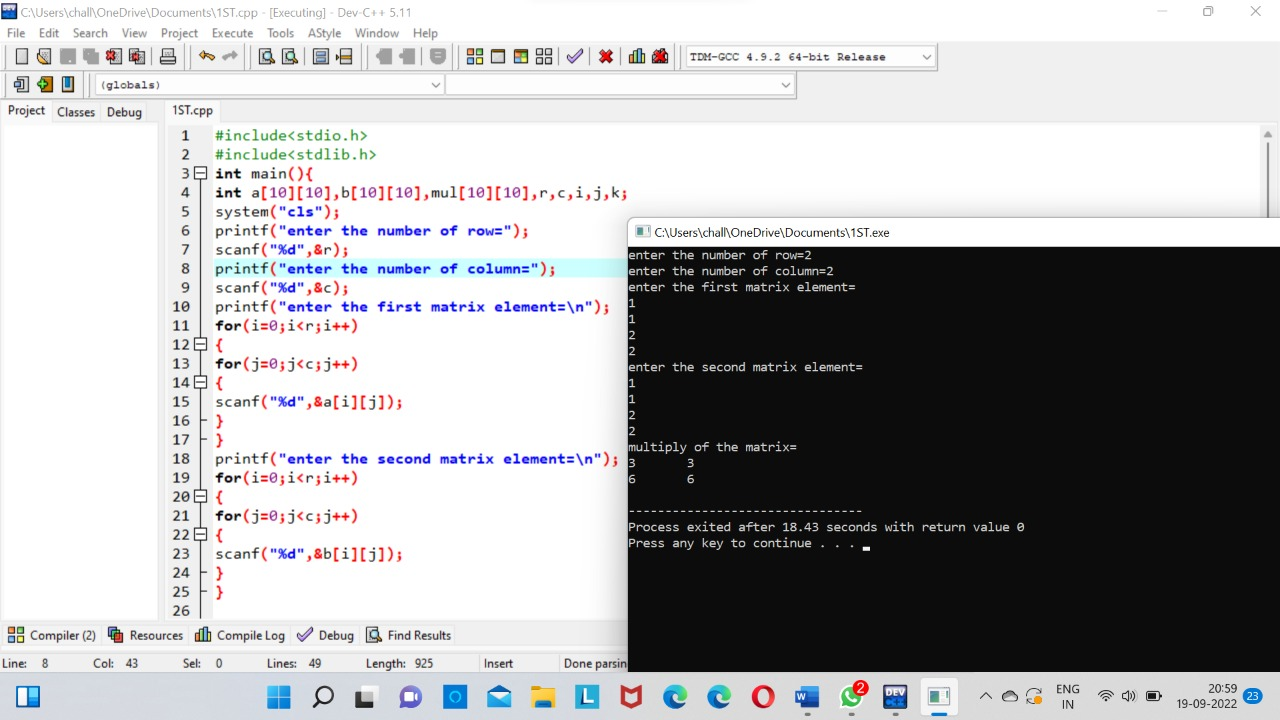 C:\Users\chall\OneDrive\Documents\1ST.cpp - [Executing] - Dev-C++ 5.11
File Edit Search View Project Execute Tools AStyle Window Help
TDM-GCC 4.9.2 64-bit Release
(globals)
Project Classes Debug
1ST.cpp
1 #include<stdio.h>
2 #include<stdlib.h>
3 int main(){
4 int a[10][10],b[10][10],mul[10][10],r,c,i,j,k;
5 system("cls");
6 printf("enter the number of row=");
7 scanf("%d",&r);
8 printf("enter the number of column=");
9 scanf("%d",&c);
10 printf("enter the first matrix element=\n");
11 for(i=0;i<r;i++)
12 {
13 for(j=0;j<c;j++)
14 {
15 scanf("%d",&a[i][j]);
16 }
17 }
18 printf("enter the second matrix element=\n");
19 for(i=0;i<r;i++)
20 {
21 for(j=0;j<c;j++)
22 {
23 scanf("%d",&b[i][j]);
24 }
25 }
26
C:\Users\chall\OneDrive\Documents\1ST.exe
enter the number of row=2
enter the number of column=2
enter the first matrix element=
1
1
2
2
enter the second matrix element=
1
1
2
2
multiply of the matrix=
3 3
6 6
--------------------------------
Process exited after 18.43 seconds with return value 0
Press any key to continue . . .
Compiler (2) Resources Compile Log Debug Find Results
Line: 8 Col: 43 Sel: 0 Lines: 49 Length: 925 Insert Done parsin
L W 2 DEV
ENG
IN
20:59
19-09-2022
23